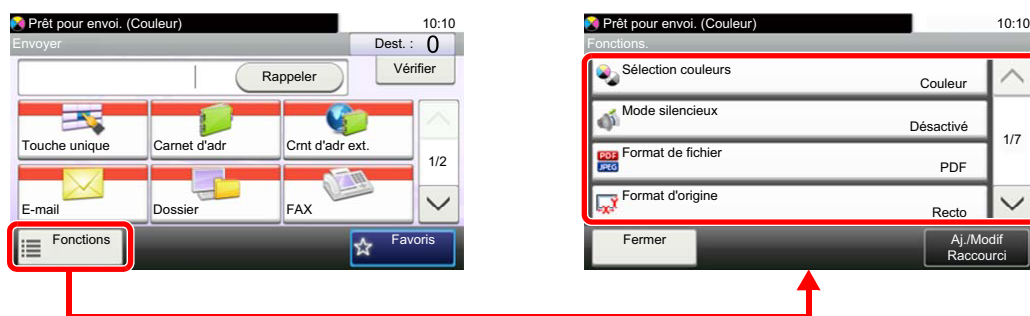 Prêt pour envoi. (Couleur)
10:10
Envoyer
Dest. : 0
Rappeler
Vérifier
Touche unique
Carnet d'adr
Crnt d'adr ext.
1/2
E-mail
Dossier
FAX
Fonctions
Favoris
Prêt pour envoi. (Couleur)
10:10
Fonctions.
Sélection couleurs
Couleur
Mode silencieux
Désactivé
1/7
PDF
JPEG
Format de fichier
PDF
Format d'origine
Recto
Fermer
Aj./Modif
Raccourci